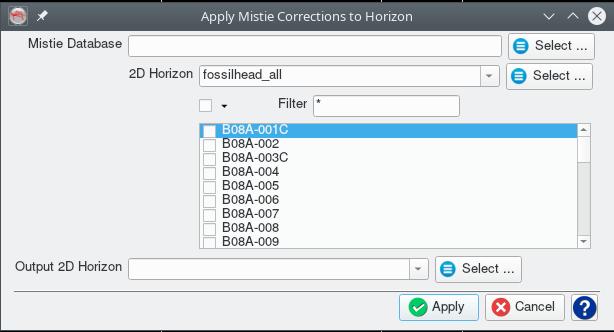 Apply Mistie Corrections to Horizon
Mistie Database Select ...
2D Horizon fossilhead_all Select ...
Filter *
B08A-001C
B08A-002
B08A-003C
B08A-004
B08A-005
B08A-006
B08A-007
B08A-008
B08A-009
Output 2D Horizon Select ...
Apply Cancel ?